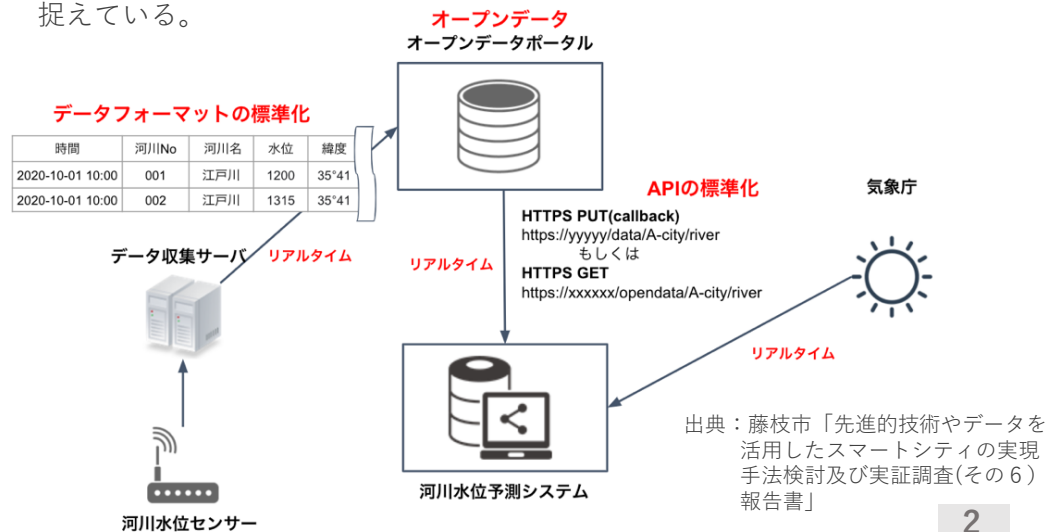 捉えている。
オープンデータ
オープンデータポータル
データフォーマットの標準化
時間 河川No 河川名 水位 緯度
2020-10-01 10:00 001 江戸川 1200 35°41
2020-10-01 10:00 002 江戸川 1315 35°41
APIの標準化
気象庁
HTTPS PUT(callback)
https://yyyyy/data/A-city/river
もしくは
HTTPS GET
https://xxxxxx/opendata/A-city/river
データ収集サーバ
リアルタイム
リアルタイム
リアルタイム
河川水位センサー
河川水位予測システム
出典：藤枝市「先進的技術やデータを
活用したスマートシティの実現
手法検討及び実証調査(その６)
報告書」
2